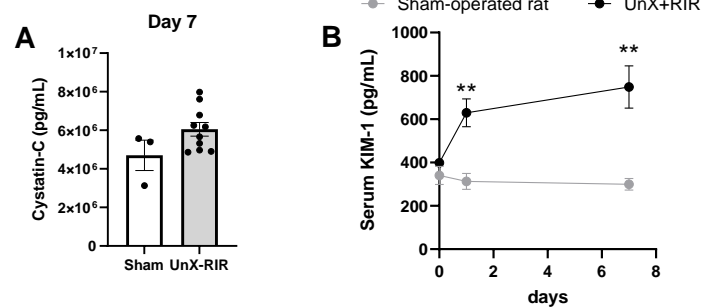 Sham-operated rat UnX+RIR
A
Day 7
Cystatin-C (pg/mL)
1×10⁷
8×10⁶
6×10⁶
4×10⁶
2×10⁶
0
Sham UnX-RIR
B
Serum KIM-1 (pg/mL)
1000
800
600
400
200
0
**
**
0 2 4 6 8
days